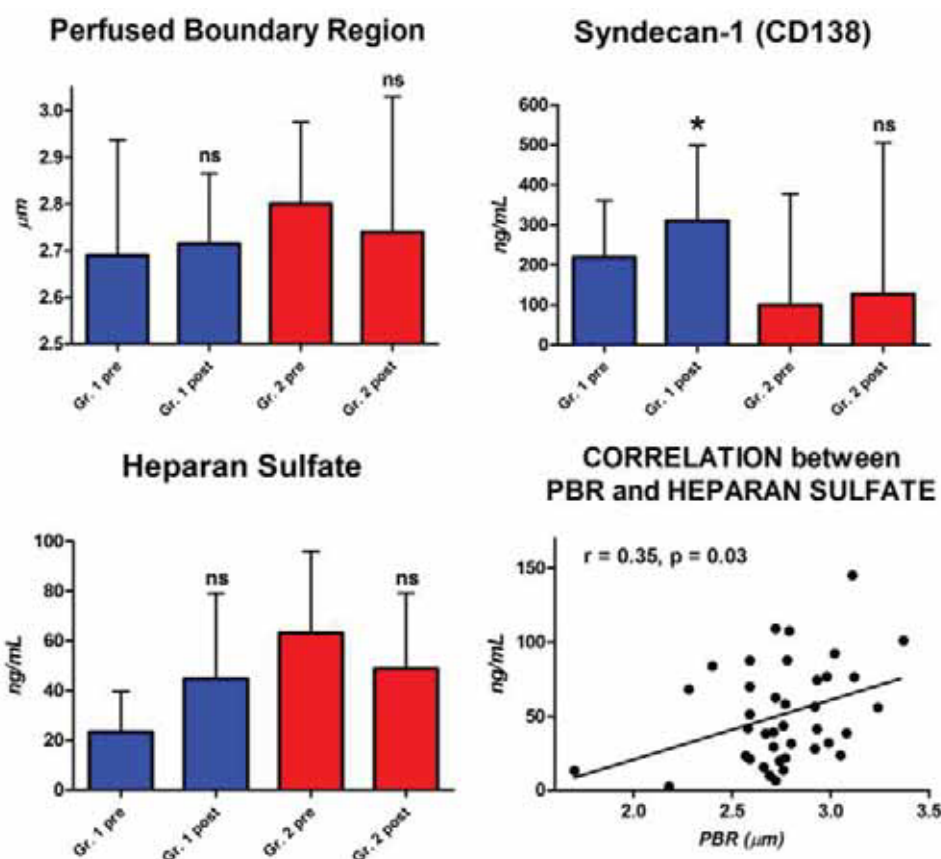 Perfused Boundary Region
ns
ns
3.0
2.9
2.8
2.7
2.6
2.5
μm
Gr. 1 pre
Gr. 1 post
Gr. 2 pre
Gr. 2 post
Syndecan-1 (CD138)
*
ns
600
500
400
300
200
100
0
ng/mL
Gr. 1 pre
Gr. 1 post
Gr. 2 pre
Gr. 2 post
Heparan Sulfate
ns
ns
100
80
60
40
20
0
ng/mL
Gr. 1 pre
Gr. 1 post
Gr. 2 pre
Gr. 2 post
CORRELATION between
PBR and HEPARAN SULFATE
r = 0.35, p = 0.03
150
100
50
0
ng/mL
2.0 2.5 3.0 3.5
PBR (μm)